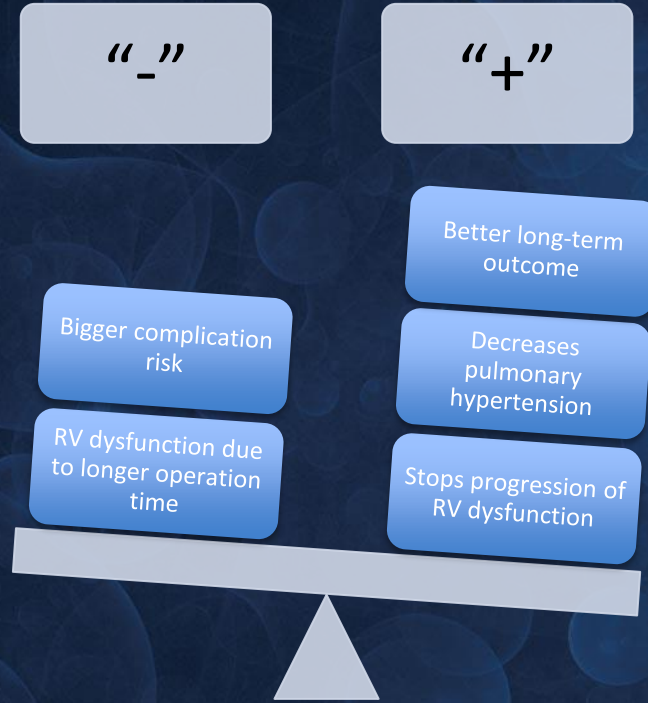 “-”
“+”
Bigger complication
risk
RV dysfunction due
to longer operation
time
Better long-term
outcome
Decreases
pulmonary
hypertension
Stops progression of
RV dysfunction